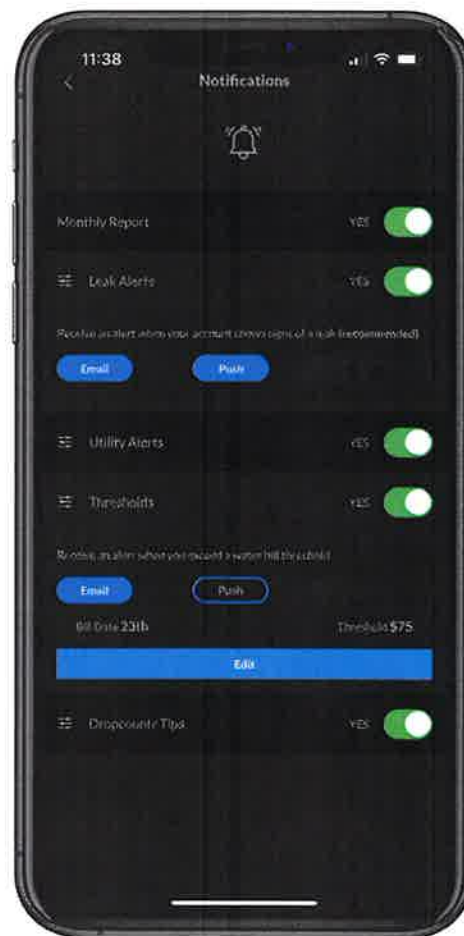 11:38
Notifications
Monthly Report YES
Leak Alerts YES
Receive an alert when your account shows signs of a leak (recommended)
Email Push
Utility Alerts YES
Thresholds YES
Receive an alert when you exceed a water bill threshold
Email Push
Bill Date 23th Threshold $75
Edit
Dropcountr Tips YES